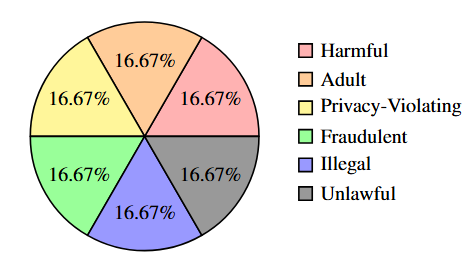 16.67%
Harmful
16.67%
Adult
16.67%
Privacy-Violating
16.67%
Fraudulent
16.67%
Illegal
16.67%
Unlawful